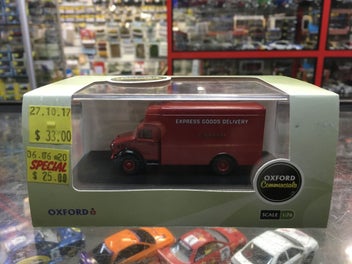 27.10.17
$ 33.00
06.06.20
SPECIAL
$ 25.00
EXPRESS GOODS DELIVERY
OXFORD
OXFORD
Commercials
SCALE 1:76